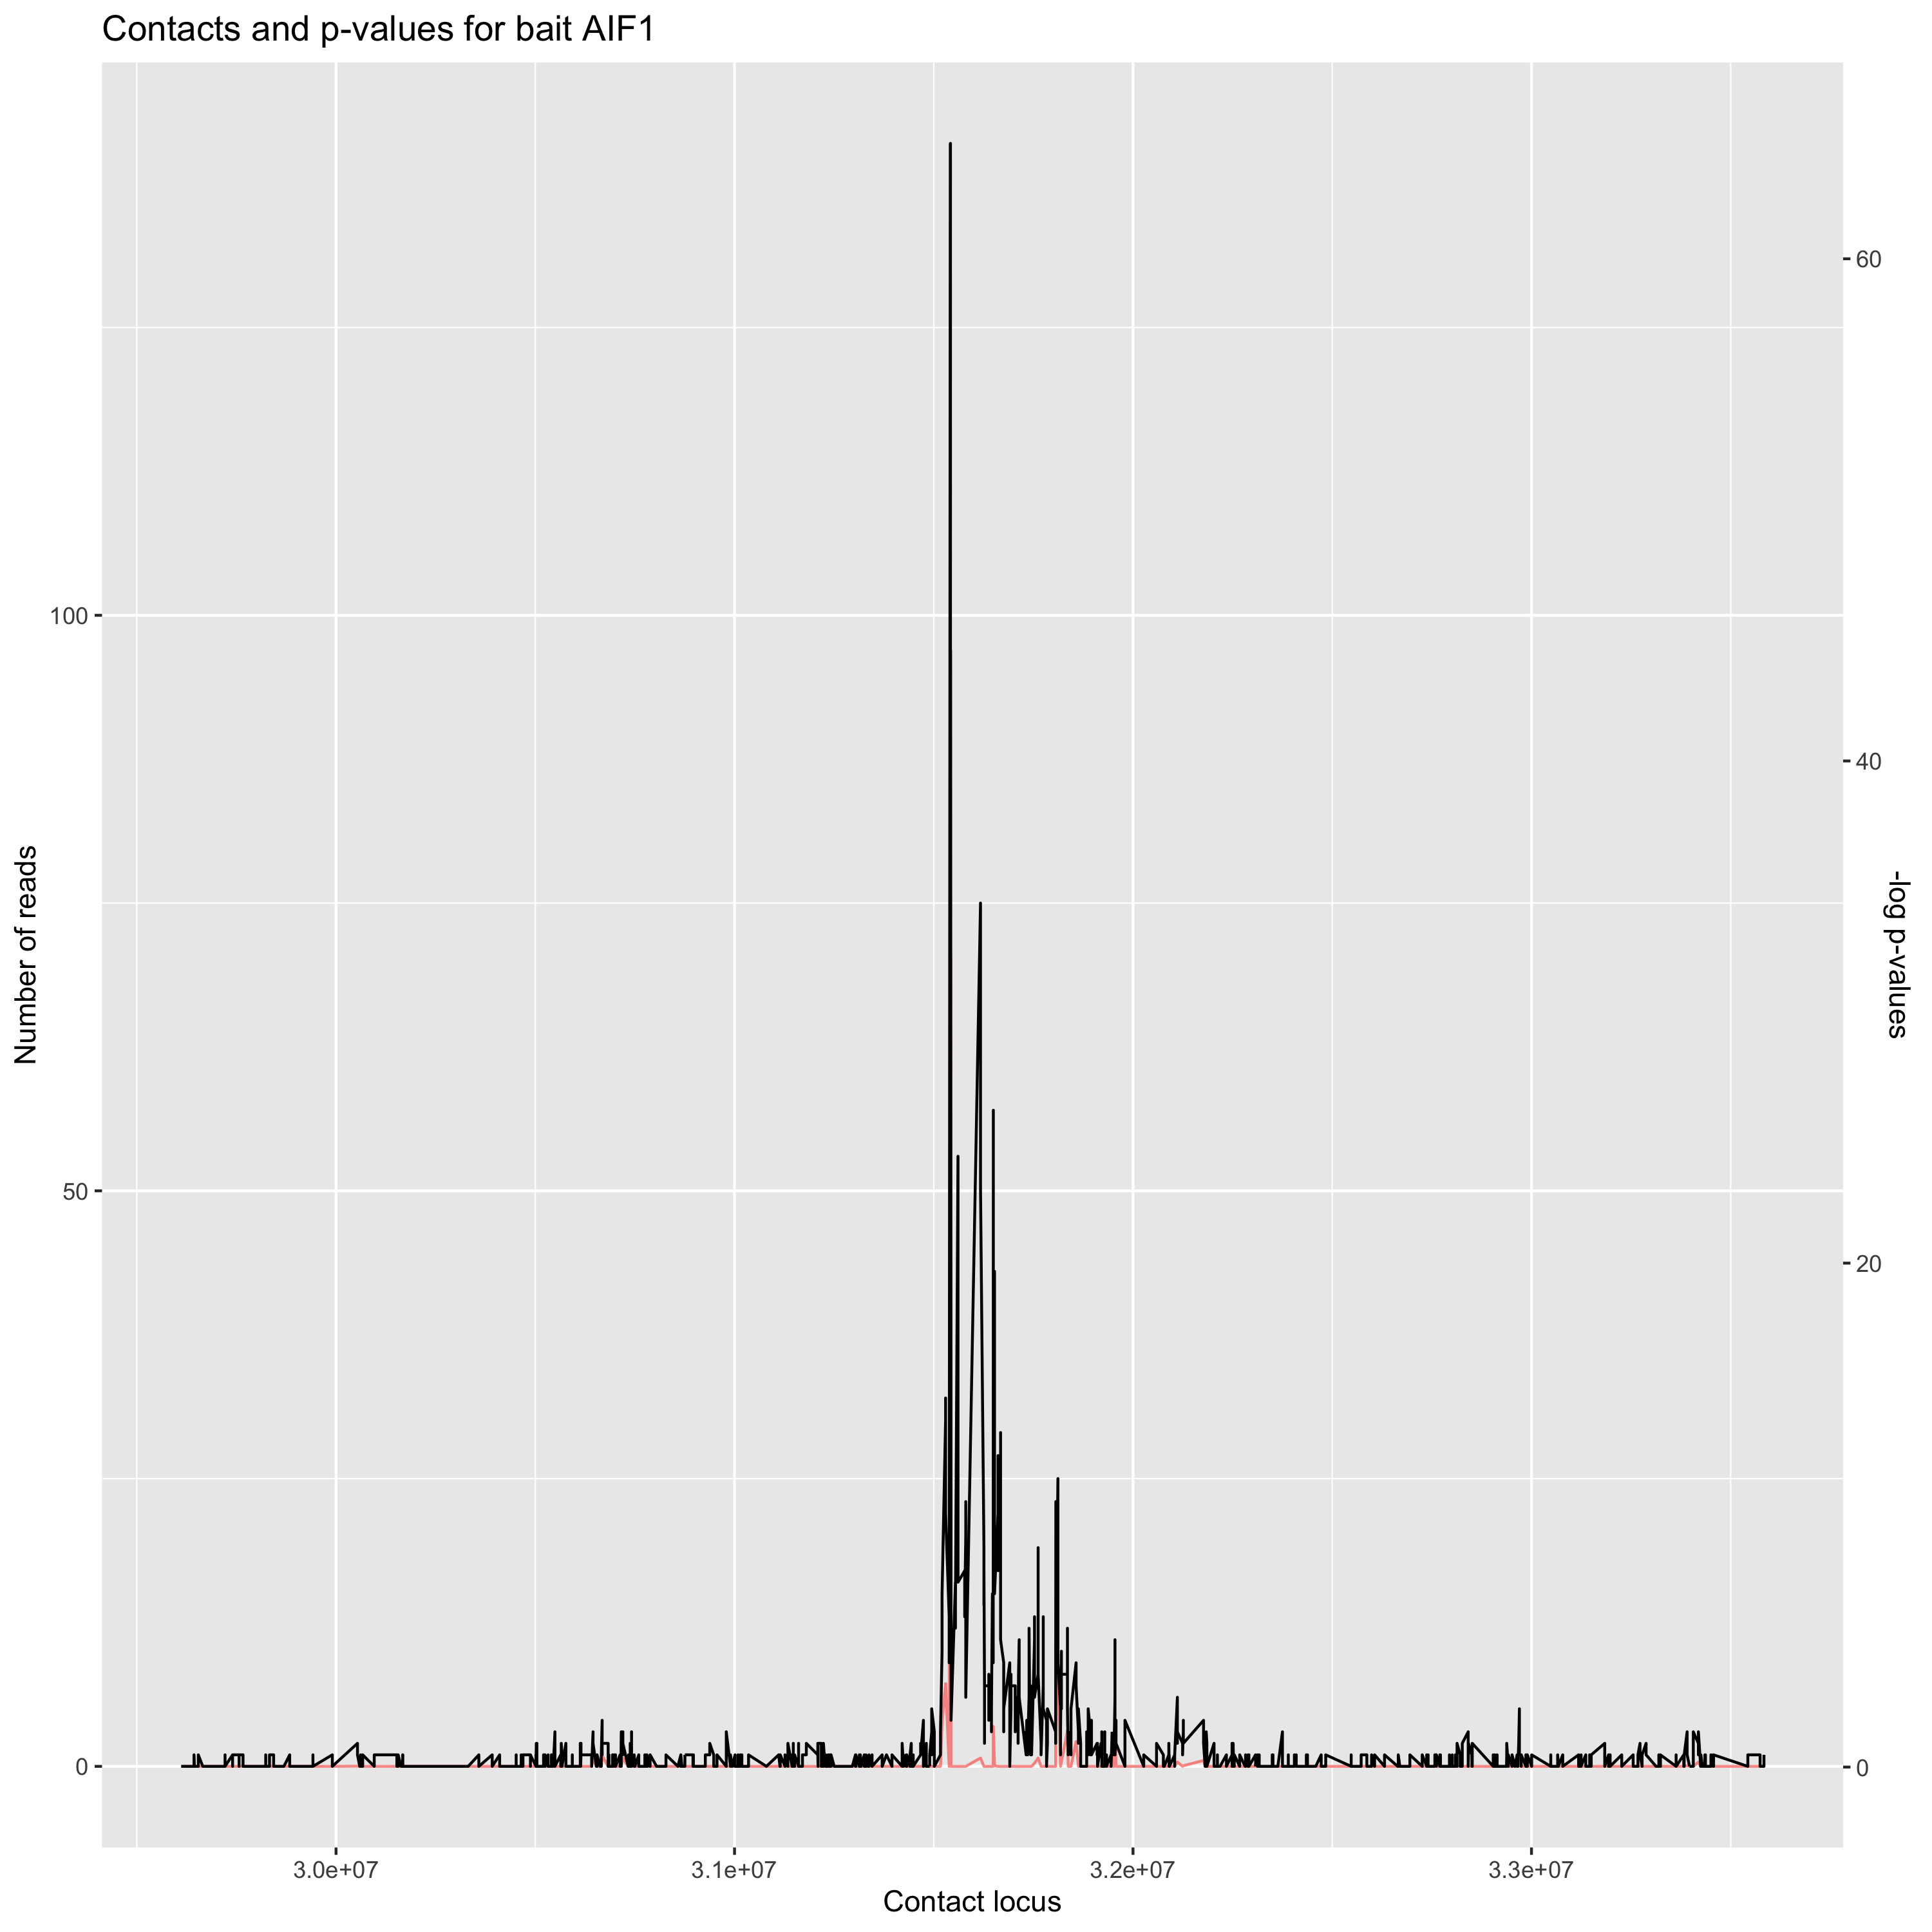 Contacts and p-values for bait AIF1
Number of reads
100
50
0
60
40
20
0
-log p-values
3.0e+07
3.1e+07
3.2e+07
3.3e+07
Contact locus